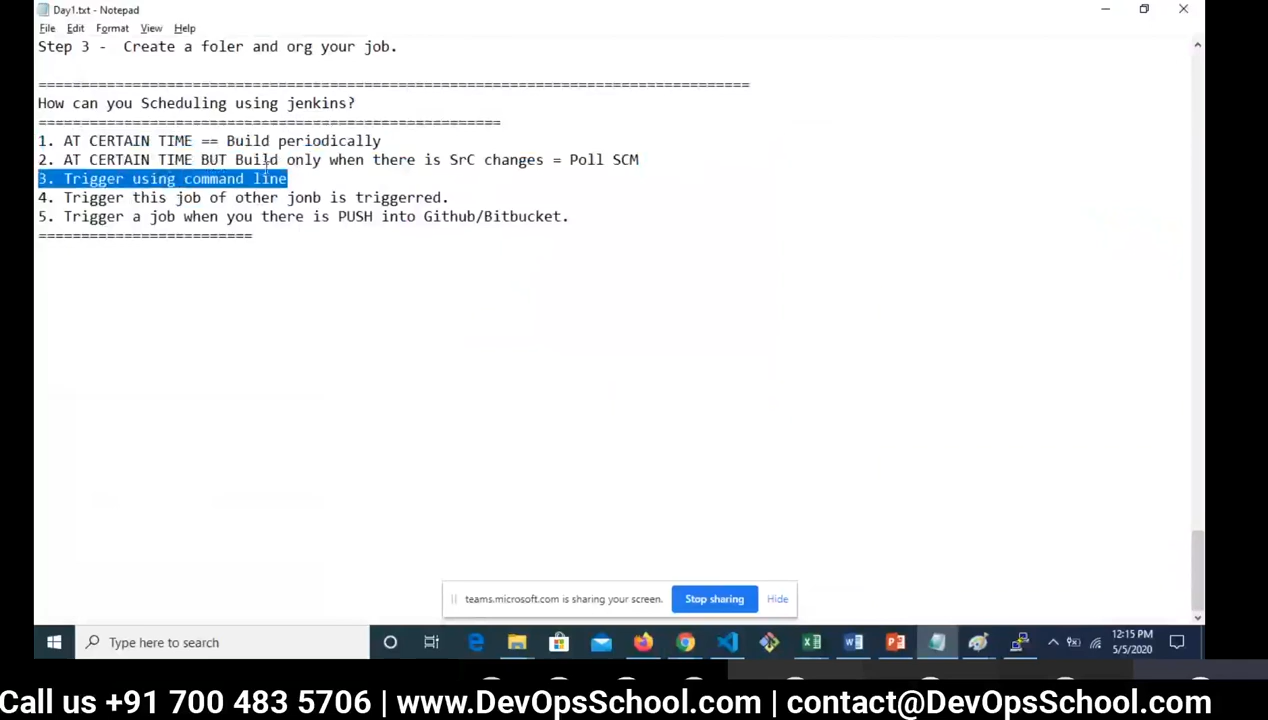 Day1.txt - Notepad
File Edit Format View Help
Step 3 -  Create a foler and org your job.
===================================================================================
How can you Scheduling using jenkins?
======================================================
1. AT CERTAIN TIME == Build periodically
2. AT CERTAIN TIME BUT Build only when there is SrC changes = Poll SCM
3. Trigger using command line
4. Trigger this job of other jonb is triggerred.
5. Trigger a job when you there is PUSH into Github/Bitbucket.
=========================
teams.microsoft.com is sharing your screen. Stop sharing Hide
Type here to search
12:15 PM
5/5/2020
Call us +91 700 483 5706 | www.DevOpsSchool.com | contact@DevOpsSchool.com